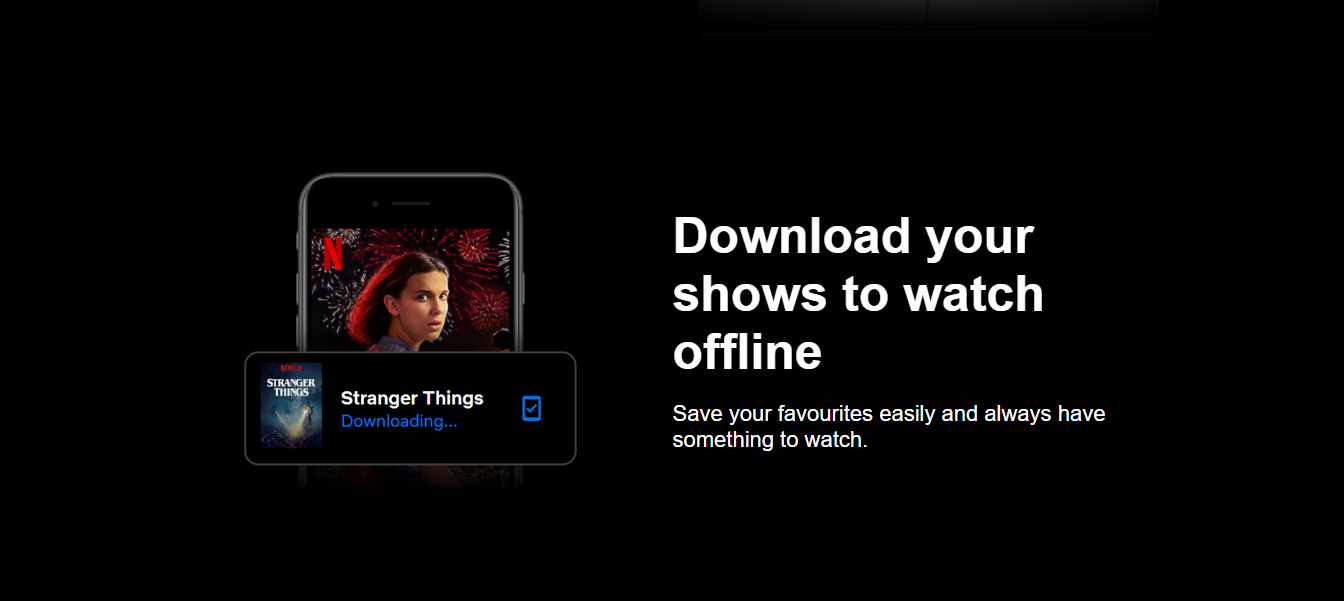 N
NETFLIX
STRANGER
THINGS
Stranger Things
Downloading...
Download your
shows to watch
offline
Save your favourites easily and always have
something to watch.